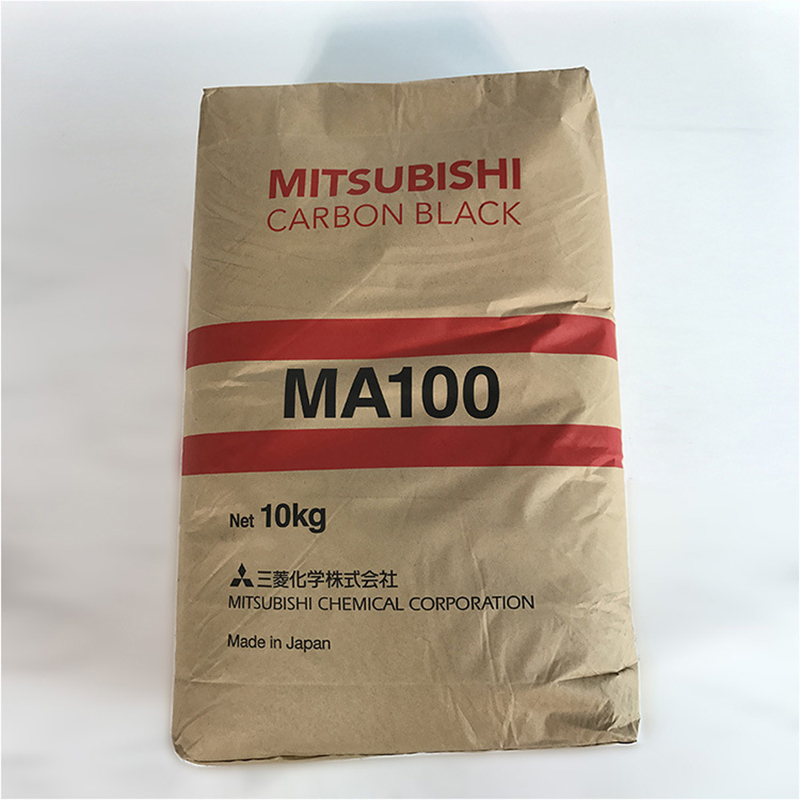 MITSUBISHI
CARBON BLACK
MA100
Net 10kg
三菱化学株式会社
MITSUBISHI CHEMICAL CORPORATION
Made in Japan